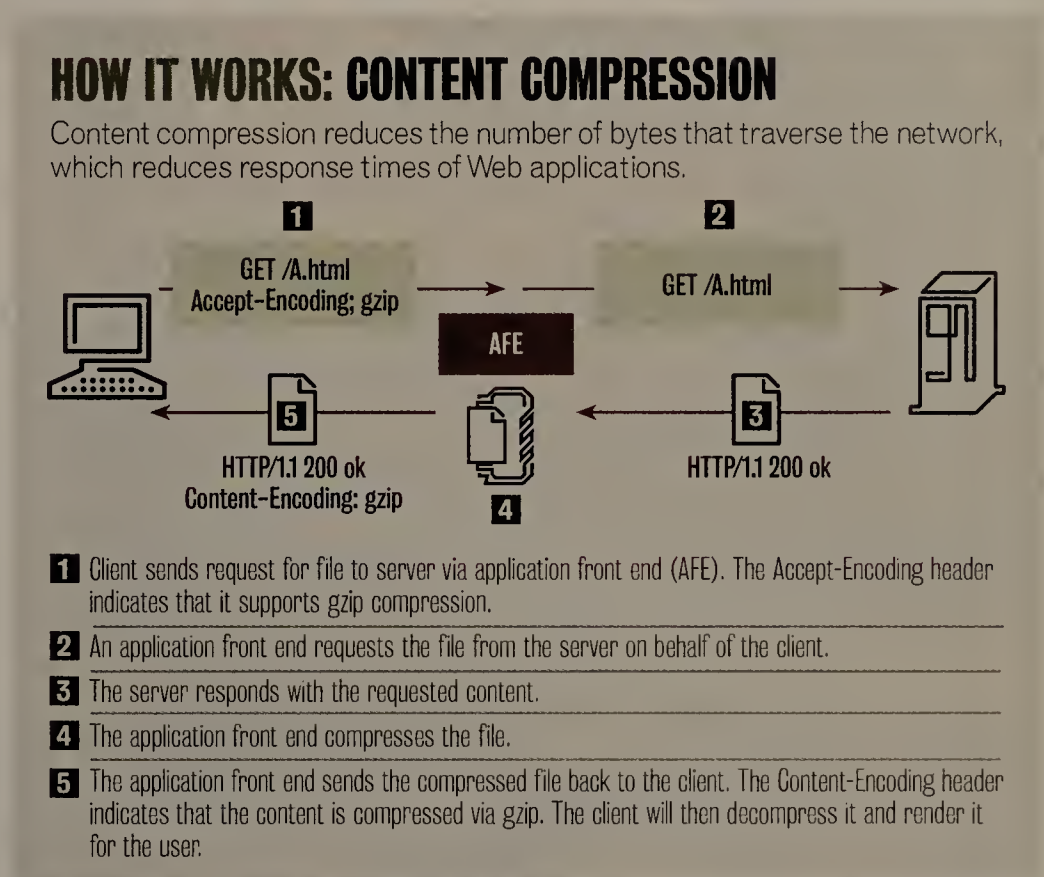 HOW IT WORKS: CONTENT COMPRESSION
Content compression reduces the number of bytes that traverse the network,
which reduces response times of Web applications.
1
2
GET /A.html
Accept-Encoding; gzip
GET /A.html
AFE
5
3
HTTP/1.1 200 ok
Content-Encoding: gzip
HTTP/1.1 200 ok
4
1 Client sends request for file to server via application front end (AFE). The Accept-Encoding header
indicates that it supports gzip compression.
2 An application front end requests the file from the server on behalf of the client.
3 The server responds with the requested content.
4 The application front end compresses the file.
5 The application front end sends the compressed file back to the client. The Content-Encoding header
indicates that the content is compressed via gzip. The client will then decompress it and render it
for the user.